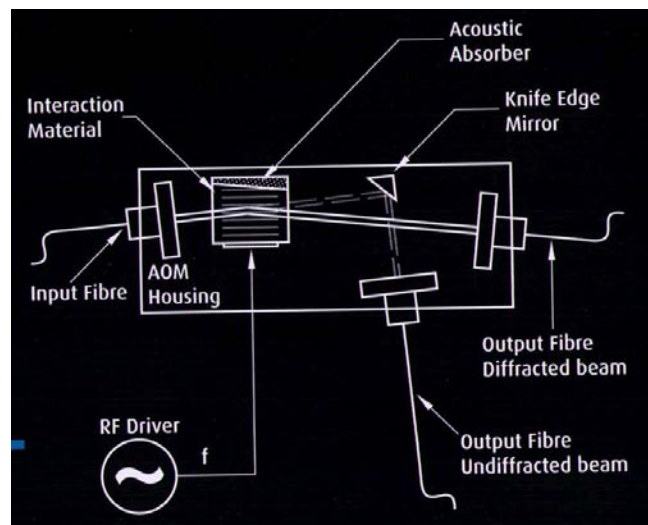 Acoustic
Absorber
Interaction
Material
Knife Edge
Mirror
AOM
Housing
Input Fibre
Output Fibre
Diffracted beam
RF Driver
f
Output Fibre
Undiffracted beam